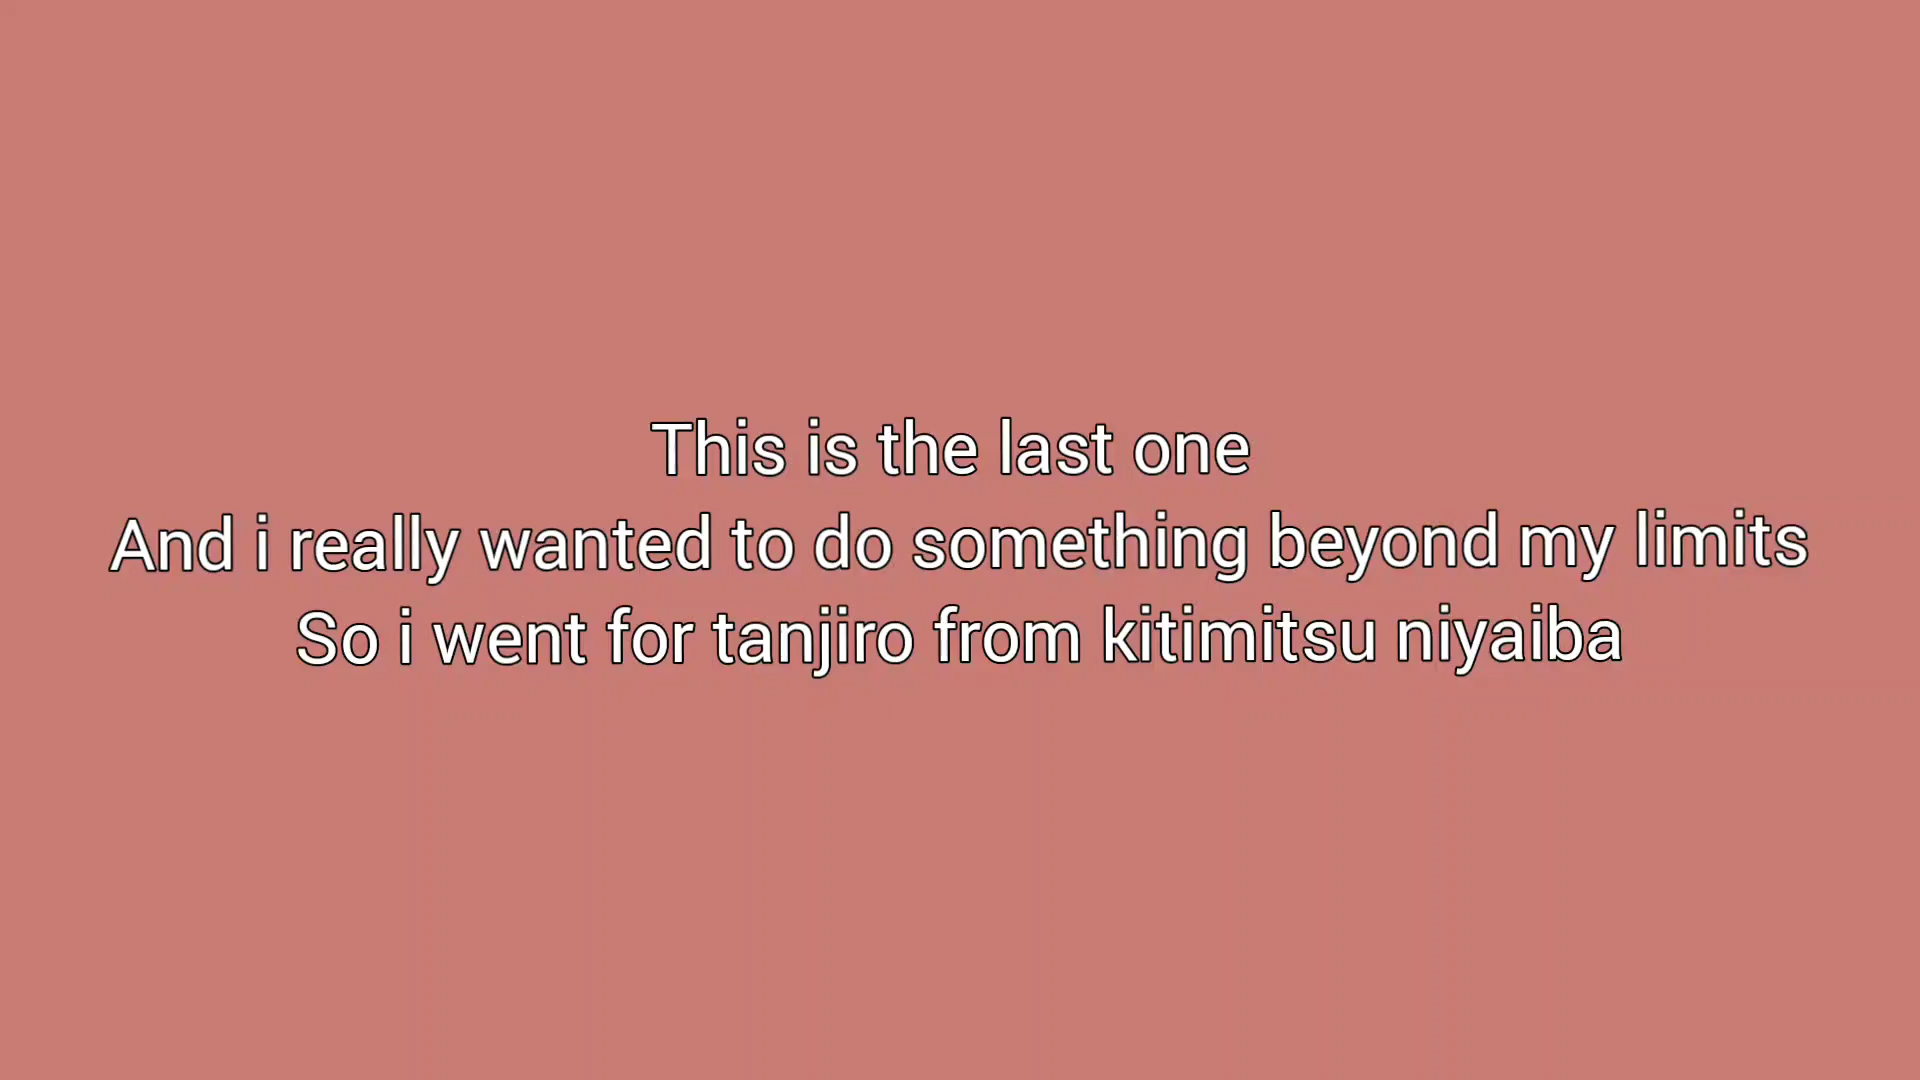 This is the last one
And i really wanted to do something beyond my limits
So i went for tanjiro from kitimitsu niyaiba